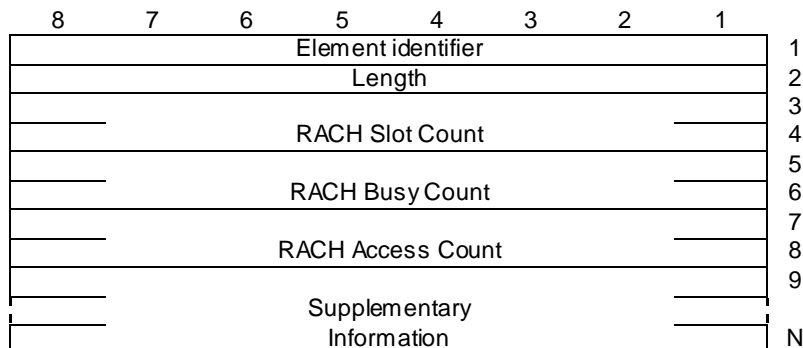 8 7 6 5 4 3 2 1
Element identifier 1
Length 2
3
RACH Slot Count 4
5
RACH Busy Count 6
7
RACH Access Count 8
9
Supplementary
Information N